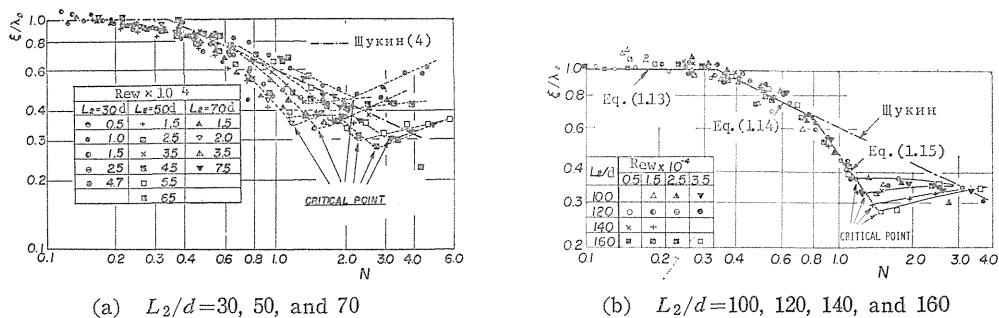 ξ/λ₀
1.0
0.8
0.6
0.4
0.3
0.2
0.1
Щукин(4)
Rew × 10⁻⁴
L₂=30d L₂=50d L₂=70d
0.5 + 1.5 1.5
1.0 2.5 2.0
1.5 × 3.5 3.5
2.5 4.5 7.5
4.7 5.5
6.5
CRITICAL POINT
0.1 0.2 0.4 0.6 0.8 1.0 2.0 4.0 6.0
N
(a) L₂/d=30, 50, and 70
ξ/λ₀
1.0
0.8
0.6
0.4
0.3
0.2
Eq.(1.13)
Eq.(1.14)
Щукин
Eq.(1.15)
L₂/d Rew×10⁻⁴
0.5 1.5 2.5 3.5
100
120
140 × +
160
CRITICAL POINT
0.1 0.2 0.3 0.4 0.6 0.8 1.0 2.0 3.0 4.0
N
(b) L₂/d=100, 120, 140, and 160